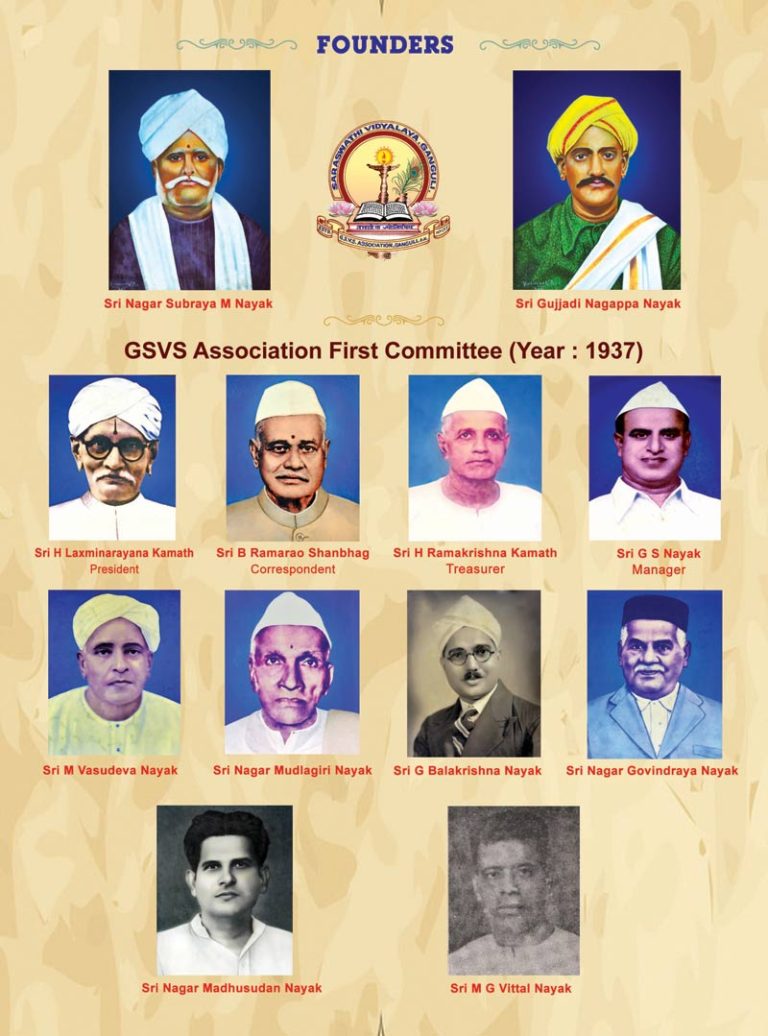 FOUNDERS
SARASWATHI VIDYALAYA, GANGULLI
G.S.V.S. ASSOCIATION, GANGULLI
Sri Nagar Subraya M Nayak
Sri Gujjadi Nagappa Nayak
GSVS Association First Committee (Year : 1937)
Sri H Laxminarayana Kamath
President
Sri B Ramarao Shanbhag
Correspondent
Sri H Ramakrishna Kamath
Treasurer
Sri G S Nayak
Manager
Sri M Vasudeva Nayak
Sri Nagar Mudlagiri Nayak
Sri G Balakrishna Nayak
Sri Nagar Govindraya Nayak
Sri Nagar Madhusudan Nayak
Sri M G Vittal Nayak